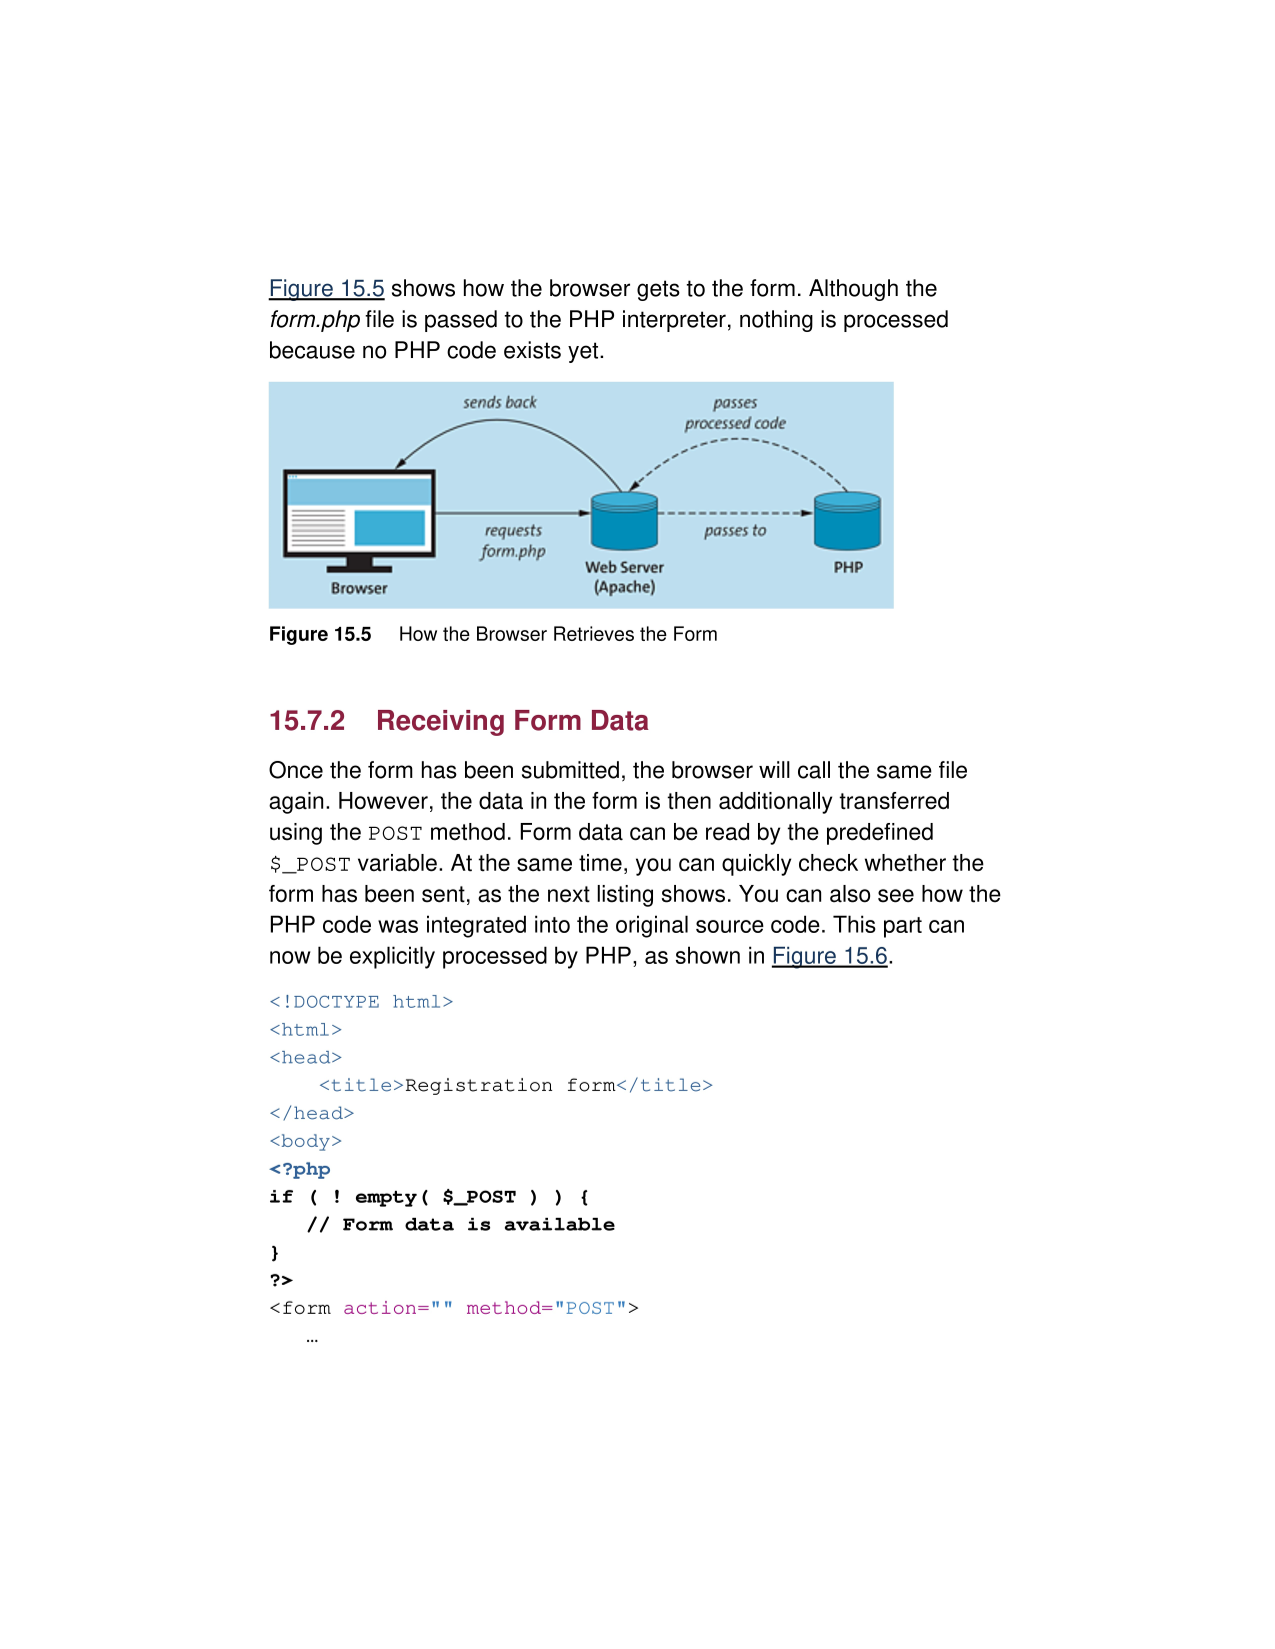 Figure 15.5 shows how the browser gets to the form. Although the
form.php file is passed to the PHP interpreter, nothing is processed
because no PHP code exists yet.
sends back
passes
processed code
requests
form.php
passes to
Browser
Web Server
(Apache)
PHP
Figure 15.5 How the Browser Retrieves the Form
15.7.2 Receiving Form Data
Once the form has been submitted, the browser will call the same file
again. However, the data in the form is then additionally transferred
using the POST method. Form data can be read by the predefined
$_POST variable. At the same time, you can quickly check whether the
form has been sent, as the next listing shows. You can also see how the
PHP code was integrated into the original source code. This part can
now be explicitly processed by PHP, as shown in Figure 15.6.
<!DOCTYPE html>
<html>
<head>
    <title>Registration form</title>
</head>
<body>
<?php
if ( ! empty( $_POST ) ) {
   // Form data is available
}
?>
<form action="" method="POST">
   …